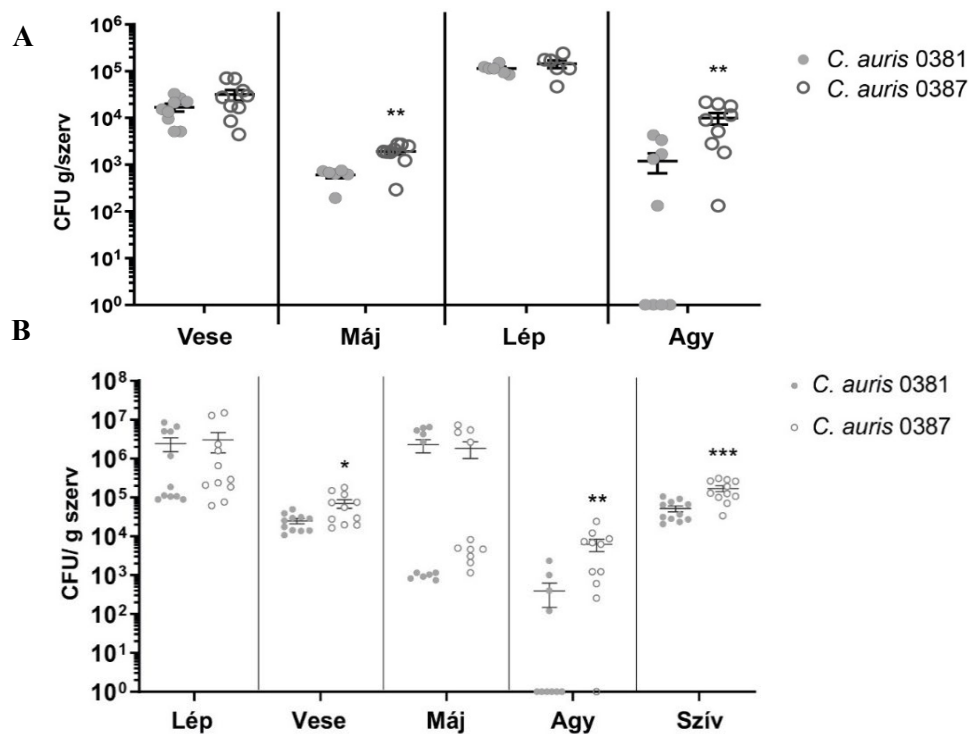 A
CFU g/szerv
10⁶
10⁵
10⁴
10³
10²
10¹
10⁰
**
**
C. auris 0381
C. auris 0387
Vese Máj Lép Agy
B
CFU/ g szerv
10⁸
10⁷
10⁶
10⁵
10⁴
10³
10²
10¹
10⁰
*
**
***
C. auris 0381
C. auris 0387
Lép Vese Máj Agy Szív